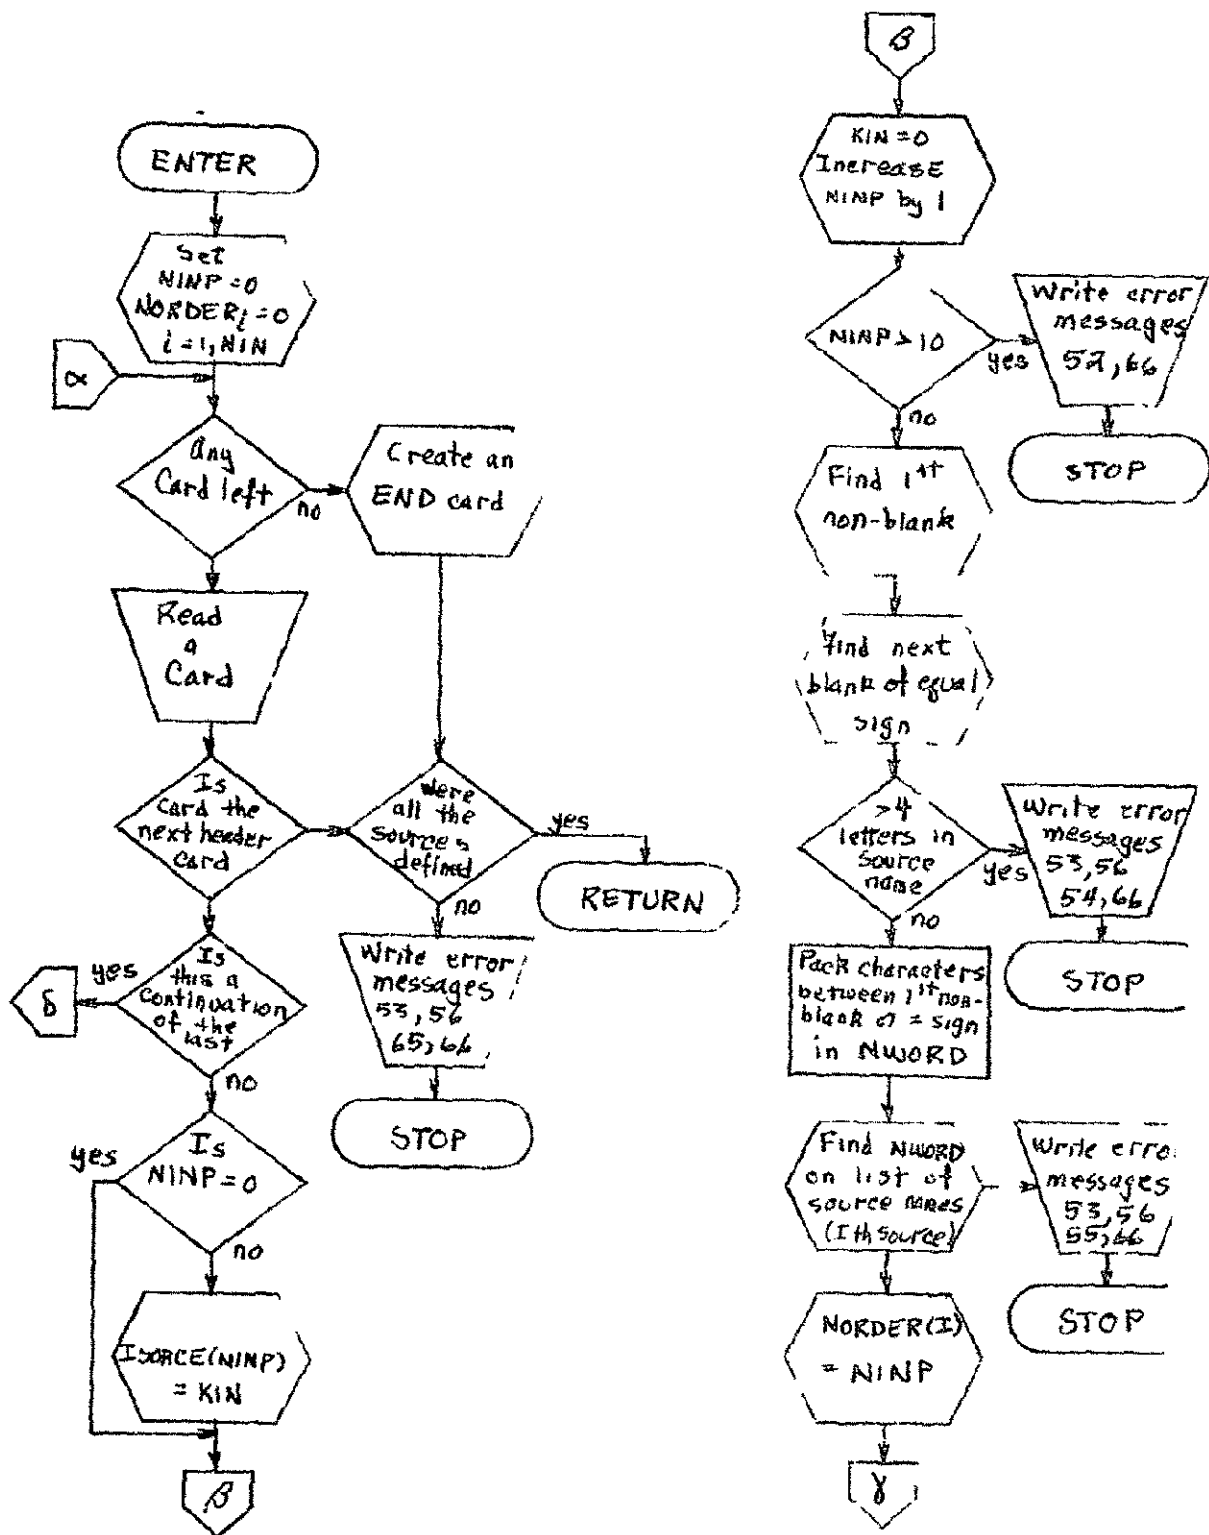 ENTER
Set
NINP=0
NORDERi=0
i=1,NIN
α
Any
Card left
no
Create an
END card
Read
a
Card
Is
Card the
next header
card
Were
all the
sources
defined
yes
RETURN
no
Write error
messages
53,56
65,66
STOP
Is
this a
continuation
of the
last
yes
δ
no
Is
NINP=0
yes
no
ISORCE(NINP)
= KIN
β
β
KIN=0
Increase
NINP by 1
NINP>10
yes
Write error
messages
52,66
STOP
no
Find 1st
non-blank
Find next
blank of equal
sign
>4
letters in
source
name
yes
Write error
messages
53,56
54,66
STOP
no
Pack characters
between 1st non-
blank or = sign
in NWORD
Find NWORD
on list of
source names
(Ith source)
Write error
messages
53,56
55,66
STOP
NORDER(I)
= NINP
γ